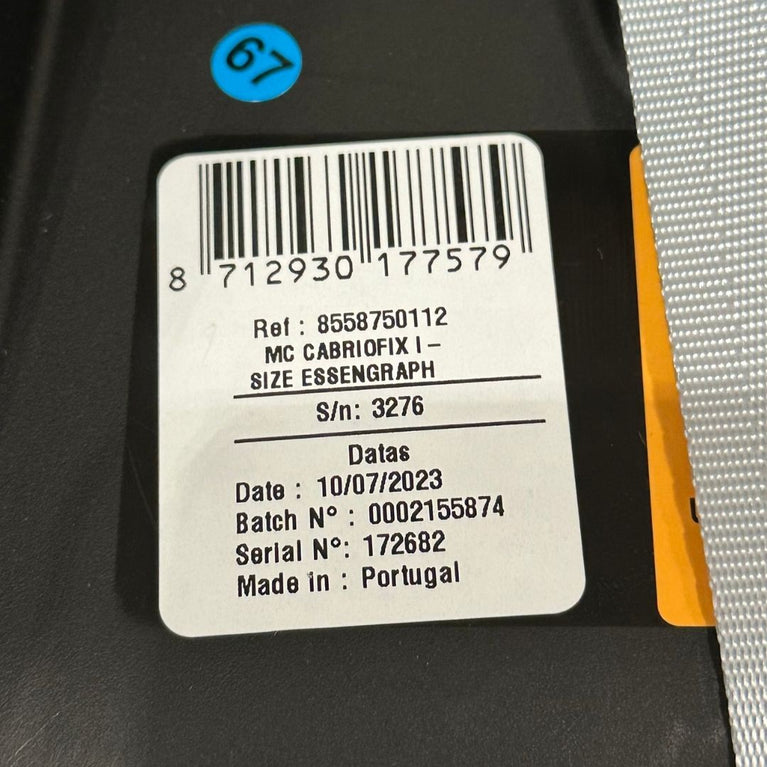 67
8 712930 177579
Ref : 8558750112
MC CABRIOFIX I –
SIZE ESSENGRAPH
S/n: 3276
Datas
Date : 10/07/2023
Batch N° : 0002155874
Serial N°: 172682
Made in : Portugal